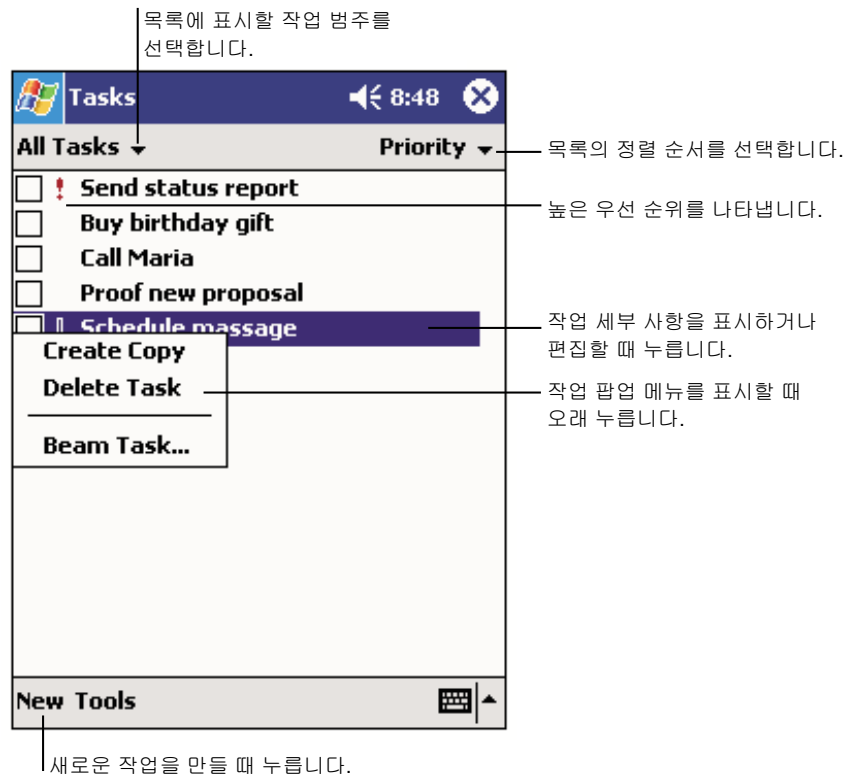 목록에 표시할 작업 범주를
선택합니다.
Tasks 8:48
All Tasks Priority
목록의 정렬 순서를 선택합니다.
! Send status report
높은 우선 순위를 나타냅니다.
Buy birthday gift
Call Maria
Proof new proposal
Schedule massage
작업 세부 사항을 표시하거나
편집할 때 누릅니다.
Create Copy
Delete Task
작업 팝업 메뉴를 표시할 때
오래 누릅니다.
Beam Task...
New Tools
새로운 작업을 만들 때 누릅니다.